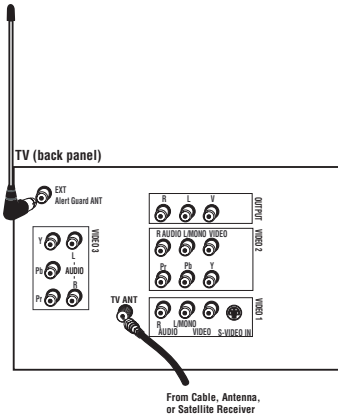 TV (back panel)
EXT
Alert Guard ANT
R L V
OUTPUT
R AUDIO L/MONO VIDEO
VIDEO 2
Pr Pb Y
Y
L
VIDEO 3
Pb
AUDIO
Pr
R
TV ANT
R L/MONO
AUDIO VIDEO S-VIDEO IN
VIDEO 1
From Cable, Antenna,
or Satellite Receiver